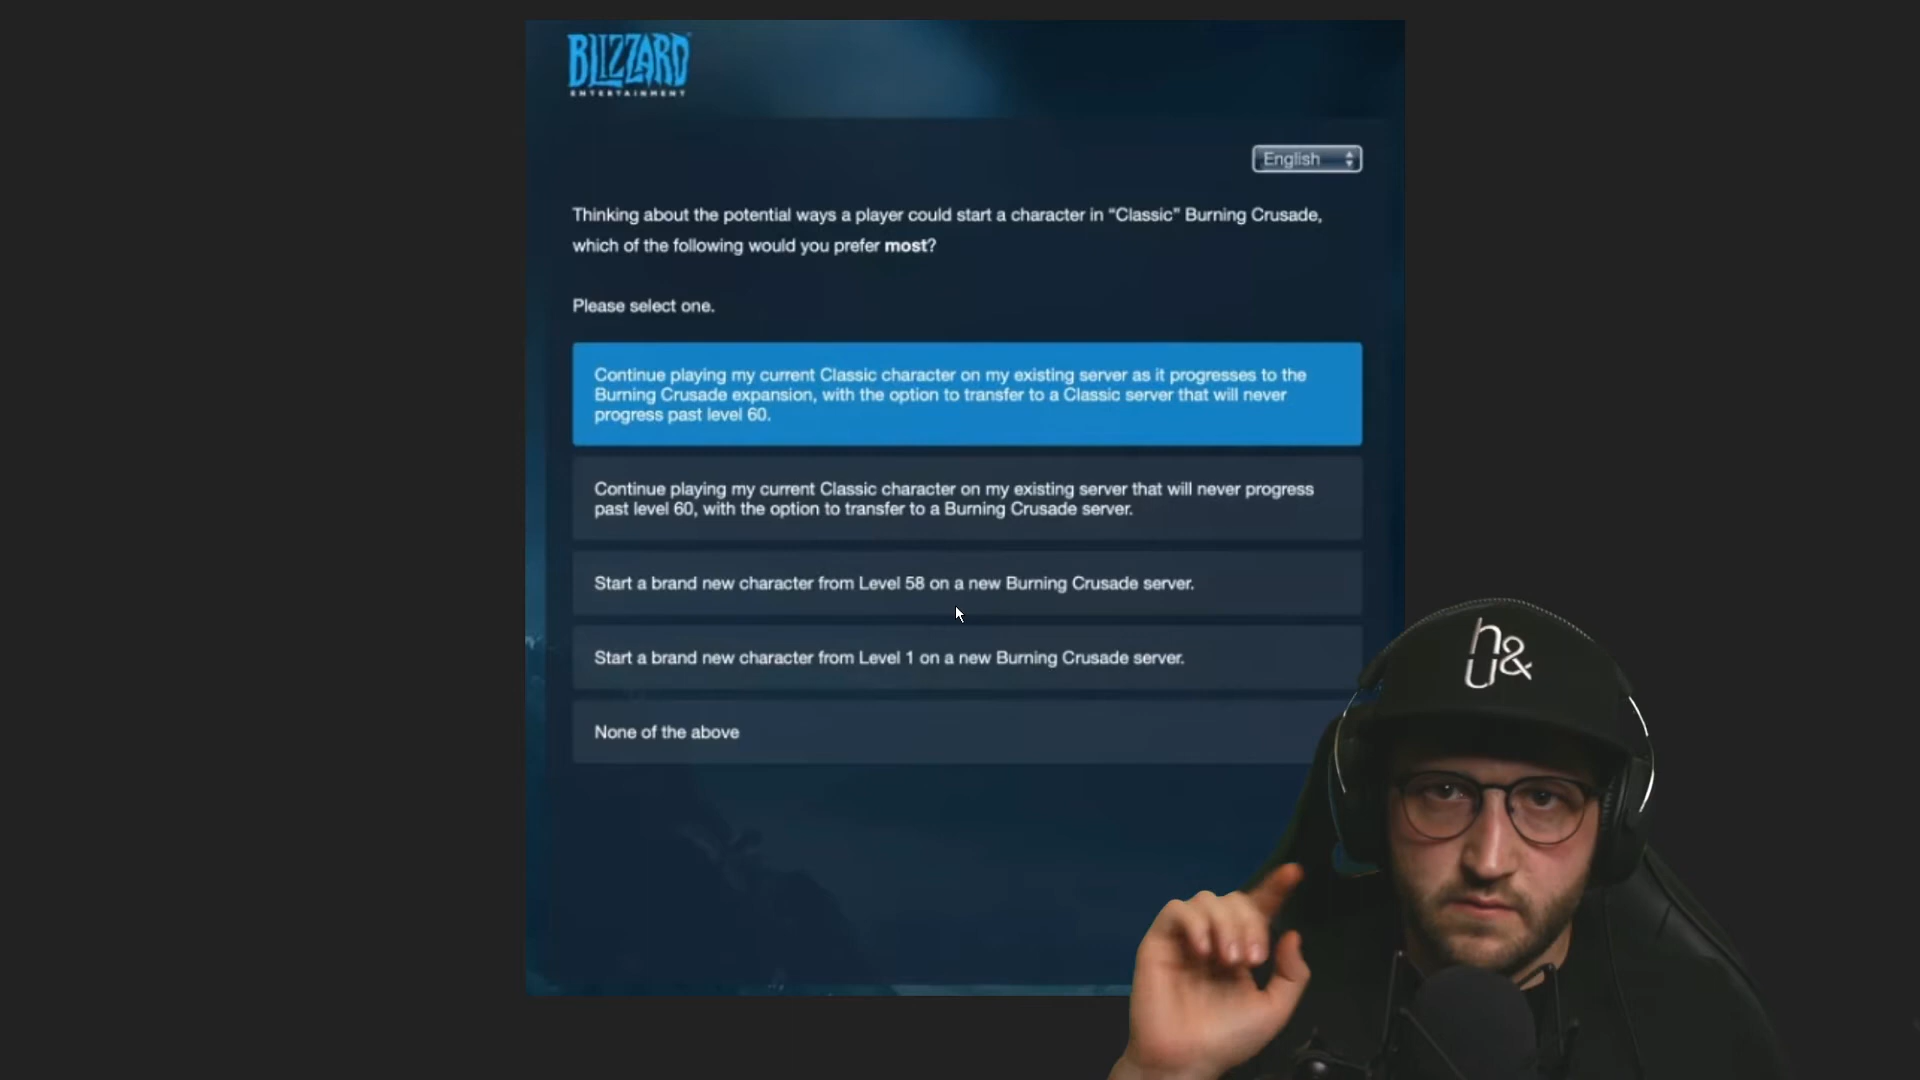 BLIZZARD
ENTERTAINMENT
English
Thinking about the potential ways a player could start a character in “Classic” Burning Crusade,
which of the following would you prefer most?
Please select one.
Continue playing my current Classic character on my existing server as it progresses to the
Burning Crusade expansion, with the option to transfer to a Classic server that will never
progress past level 60.
Continue playing my current Classic character on my existing server that will never progress
past level 60, with the option to transfer to a Burning Crusade server.
Start a brand new character from Level 58 on a new Burning Crusade server.
Start a brand new character from Level 1 on a new Burning Crusade server.
None of the above
h&
u